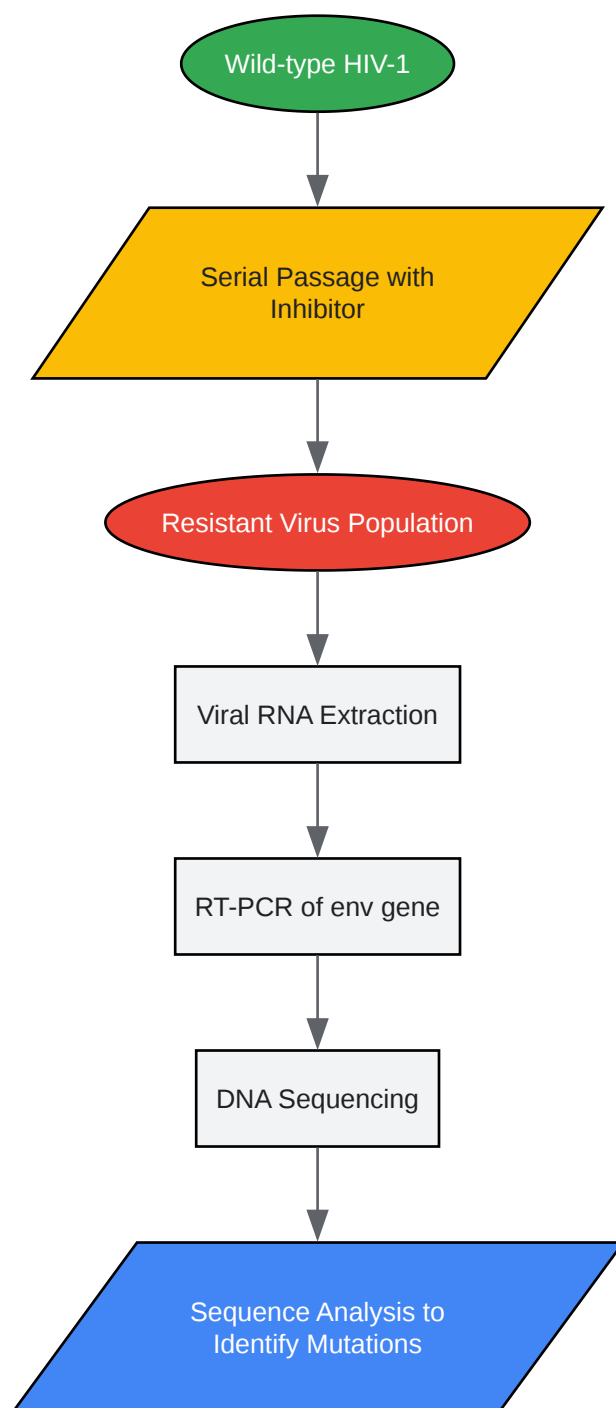 Wild-type HIV-1
Serial Passage with
Inhibitor
Resistant Virus Population
Viral RNA Extraction
RT-PCR of env gene
DNA Sequencing
Sequence Analysis to
Identify Mutations